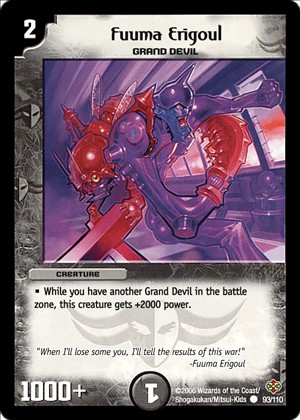 2
Fuuma Erigoul
GRAND DEVIL
CREATURE
▪ While you have another Grand Devil in the battle
zone, this creature gets +2000 power.
"When I'll lose some you, I'll tell the results of this war!"
-Fuuma Erigoul
1000+
1
©2006 Wizards of the Coast/
Shogakukan/Mitsui-Kids
93/110